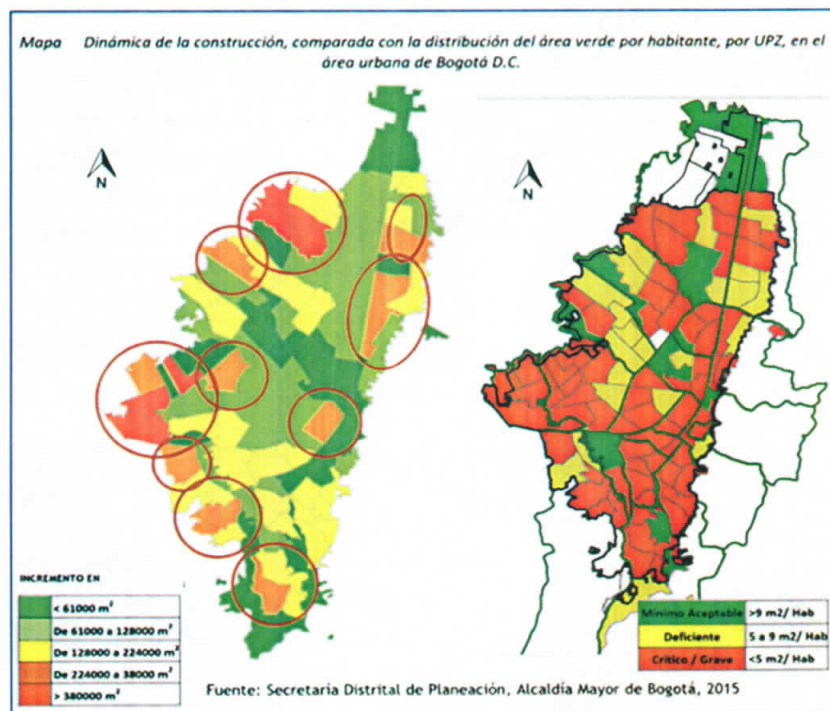 Mapa Dinámica de la construcción, comparada con la distribución del área verde por habitante, por UPZ, en el
área urbana de Bogotá D.C.
N
N
INCREMENTO EN
< 61000 m²
De 61000 a 128000 m²
De 128000 a 224000 m²
De 224000 a 38000 m²
> 380000 m²
Mínimo Aceptable >9 m2/ Hab
Deficiente 5 a 9 m2/ Hab
Crítico / Grave <5 m2/ Hab
Fuente: Secretaría Distrital de Planeación, Alcaldía Mayor de Bogotá, 2015